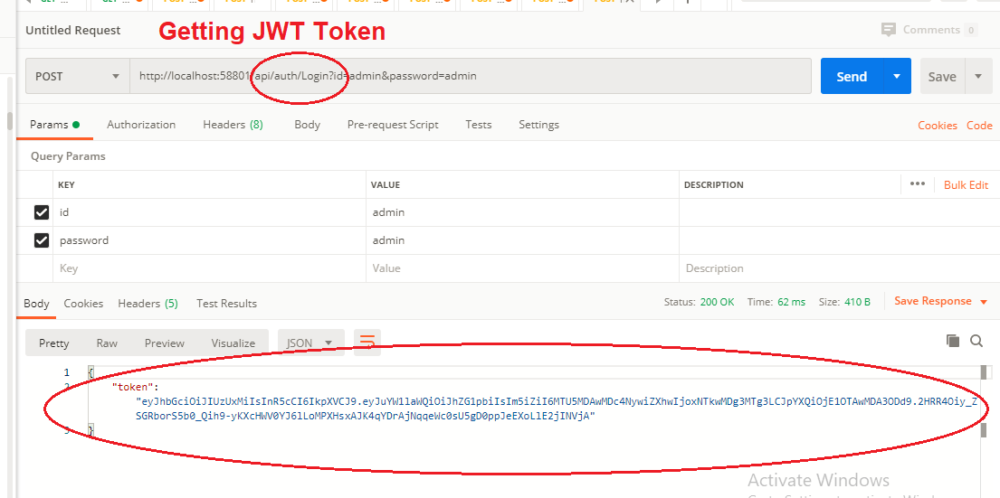 Getting JWT Token
Untitled Request
Comments 0
POST
http://localhost:58801/api/auth/Login?id=admin&password=admin
Send
Save
Params
Authorization
Headers (8)
Body
Pre-request Script
Tests
Settings
Cookies
Code
Query Params
KEY VALUE DESCRIPTION
••• Bulk Edit
id admin
password admin
Key Value Description
Body
Cookies
Headers (5)
Test Results
Status: 200 OK
Time: 62 ms
Size: 410 B
Save Response
Pretty
Raw
Preview
Visualize
JSON
1 {
2 "token":
"eyJhbGciOiJIUzUxMiIsInR5cCI6IkpXVCJ9.eyJuYW1laWQiOiJhZG1pbiIsIm5iZiI6MTU5MDAwMDc4NywiZXhwIjoxNTkwMDg3MTg3LCJpYXQiOjE1OTAwMDA3ODd9.2HRR4Oiy_Z
SGRborS5b0_Qih9-yKXcHWV0YJ6lLoMPXHsxAJK4qYDrAjNqqeWc0sU5gD0ppJeEXoLlE2jINVjA"
3 }
Activate Windows